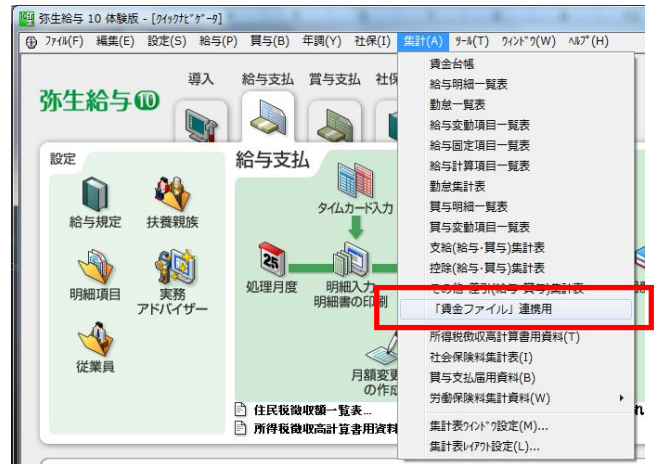 弥生給与 10 体験版 - [ｸｲｯｸﾅﾋﾞｹﾞｰﾀ]
ﾌｧｲﾙ(F) 編集(E) 設定(S) 給与(P) 賞与(B) 年調(Y) 社保(I) 集計(A) ﾂｰﾙ(T) ｳｨﾝﾄﾞｳ(W) ﾍﾙﾌﾟ(H)
導入 給与支払 賞与支払 社保
弥生給与10
設定
給与規定 扶養親族
明細項目 実務
アドバイザー
従業員
給与支払
タイムカード入力
25
処理月度 明細入力
明細書の印刷
月額変更
の作成
住民税徴収額一覧表...
所得税徴収高計算書用資料
賃金台帳
給与明細一覧表
勤怠一覧表
給与変動項目一覧表
給与固定項目一覧表
給与計算項目一覧表
勤怠集計表
賞与明細一覧表
賞与変動項目一覧表
支給(給与･賞与)集計表
控除(給与･賞与)集計表
その他･差引(給与･賞与)集計表
「賃金ファイル」連携用
所得税徴収高計算書用資料(T)
社会保険料集計表(I)
賞与支払届用資料(B)
労働保険料集計資料(W)
集計表ｳｨﾝﾄﾞｳ設定(M)...
集計表ﾚｲｱｳﾄ設定(L)...